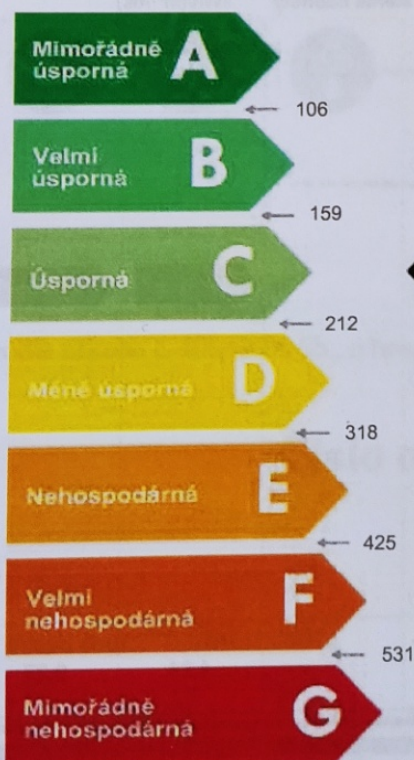 Mimořádně
úsporná
A
106
Velmi
úsporná
B
159
Úsporná
C
212
Méně úsporná
D
318
Nehospodárná
E
425
Velmi
nehospodárná
F
531
Mimořádně
nehospodárná
G